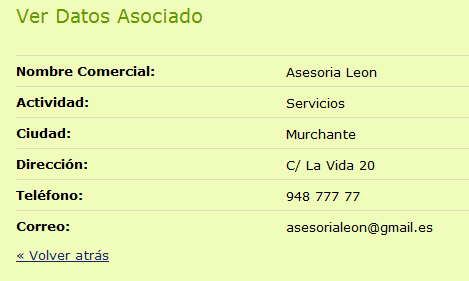 Ver Datos Asociado
Nombre Comercial: Asesoria Leon
Actividad: Servicios
Ciudad: Murchante
Dirección: C/ La Vida 20
Teléfono: 948 777 77
Correo: asesorialeon@gmail.es
« Volver atrás